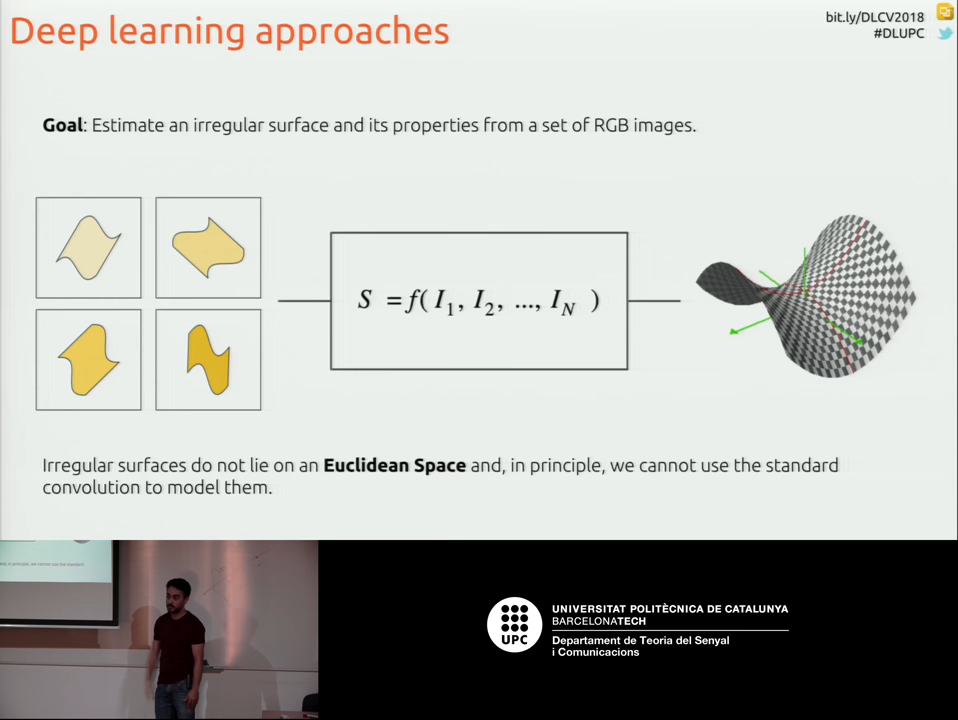 Deep learning approaches
bit.ly/DLCV2018
#DLUPC
Goal: Estimate an irregular surface and its properties from a set of RGB images.
S = f( I1, I2, ..., IN )
Irregular surfaces do not lie on an Euclidean Space and, in principle, we cannot use the standard
convolution to model them.
UPC
UNIVERSITAT POLITÈCNICA DE CATALUNYA
BARCELONATECH
Departament de Teoria del Senyal
i Comunicacions